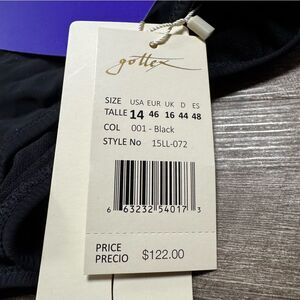 gottex
SIZE USA EUR UK D ES
TALLE 14 46 16 44 48
COL 001 - Black
STYLE No 15LL-072
6 63232 54017 3
PRICE
PRECIO $122.00